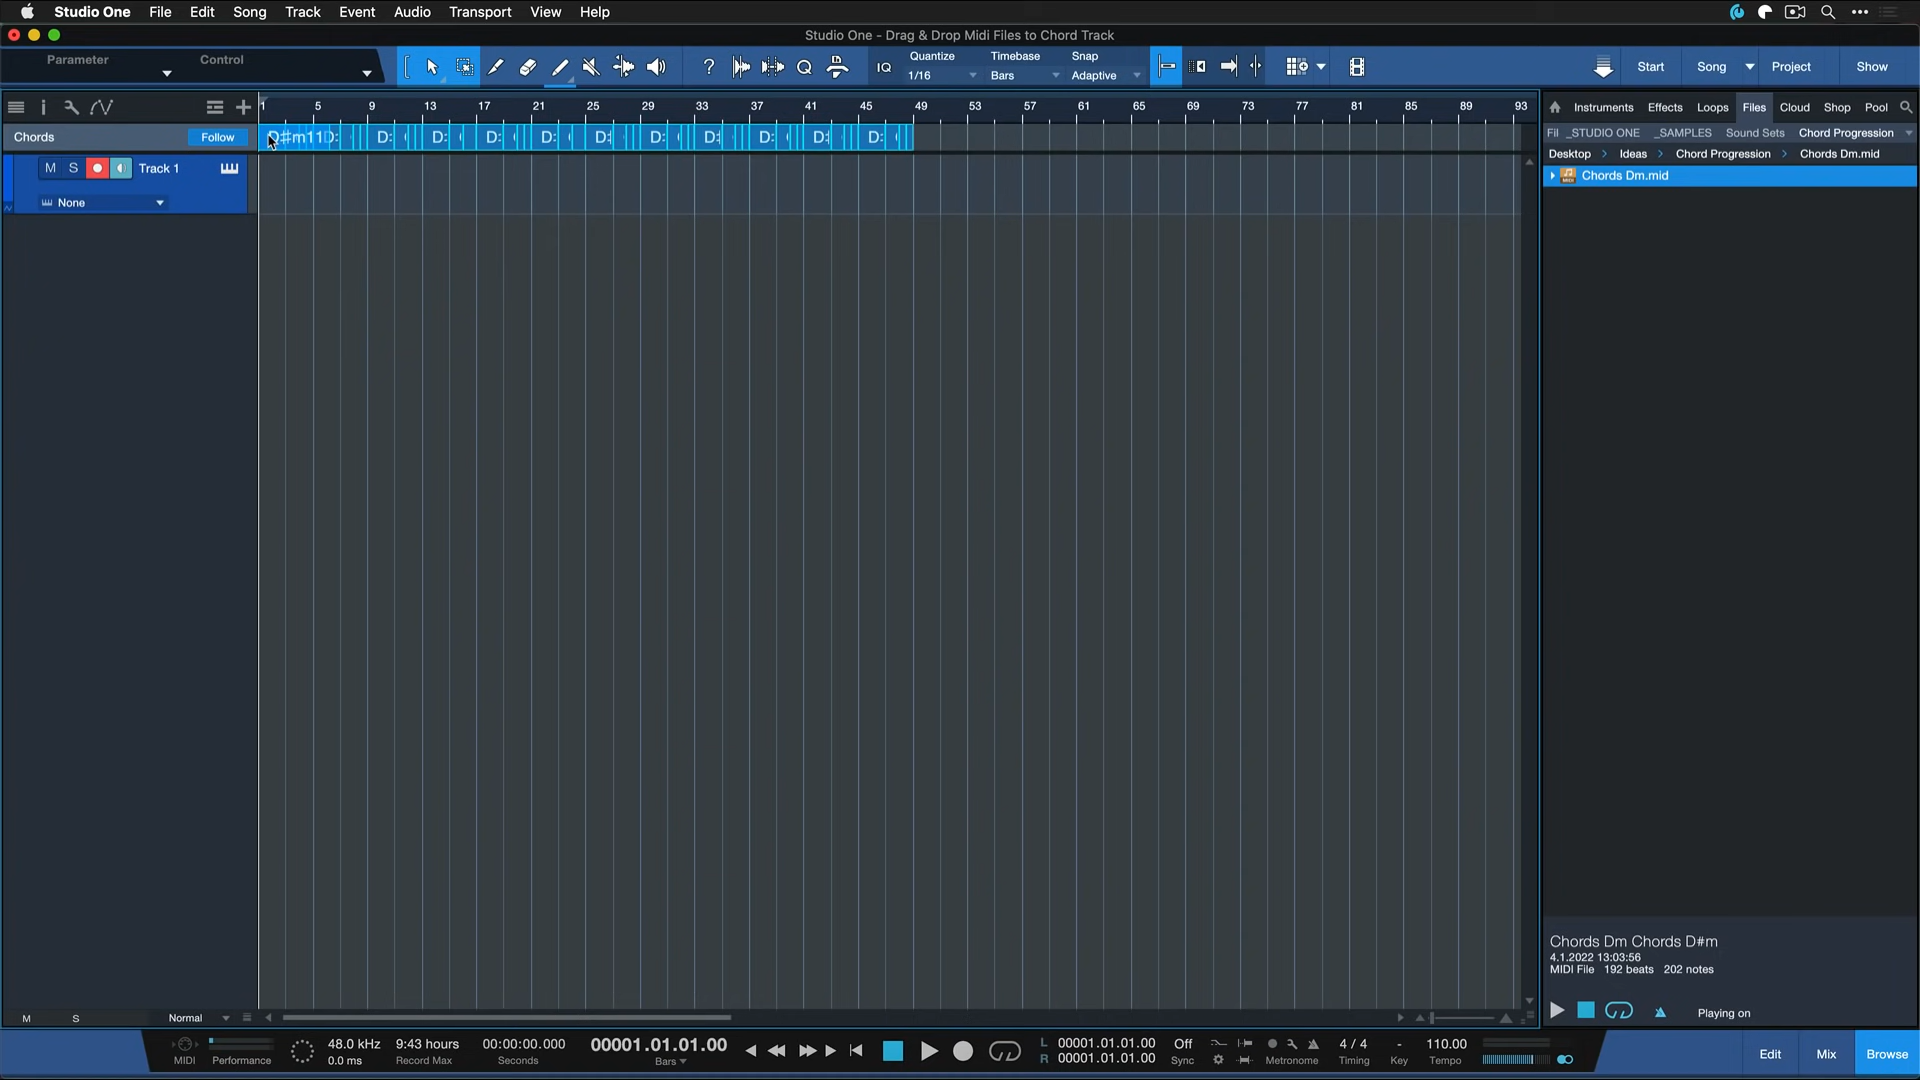 Studio One File Edit Song Track Event Audio Transport View Help
Studio One - Drag & Drop Midi Files to Chord Track
Parameter Control
Quantize Timebase Snap
IQ 1/16 Bars Adaptive
Start Song Project Show
1 5 9 13 17 21 25 29 33 37 41 45 49 53 57 61 65 69 73 77 81 85 89 93
Instruments Effects Loops Files Cloud Shop Pool
Chords Follow
D#m11
Fil _STUDIO ONE _SAMPLES Sound Sets Chord Progression
Desktop > Ideas > Chord Progression > Chords Dm.mid
M S Track 1
Chords Dm.mid
None
Chords Dm Chords D#m
4.1.2022 13:03:56
MIDI File 192 beats 202 notes
Playing on
M S Normal
48.0 kHz 9:43 hours 00:00:00.000 00001.01.01.00 L 00001.01.01.00 Off 4 / 4 - 110.00
MIDI Performance 0.0 ms Record Max Seconds Bars R 00001.01.01.00 Sync Metronome Timing Key Tempo
Edit Mix Browse